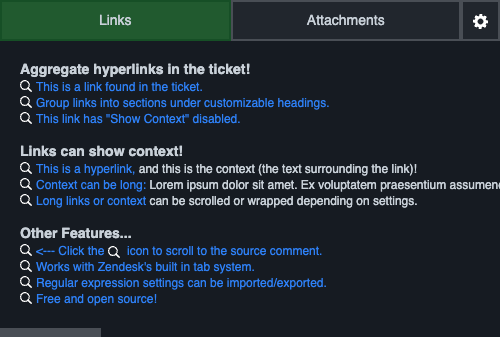 Links
Attachments
Aggregate hyperlinks in the ticket!
This is a link found in the ticket.
Group links into sections under customizable headings.
This link has "Show Context" disabled.
Links can show context!
This is a hyperlink, and this is the context (the text surrounding the link)!
Context can be long: Lorem ipsum dolor sit amet. Ex voluptatem praesentium assumen
Long links or context can be scrolled or wrapped depending on settings.
Other Features...
<--- Click the icon to scroll to the source comment.
Works with Zendesk's built in tab system.
Regular expression settings can be imported/exported.
Free and open source!